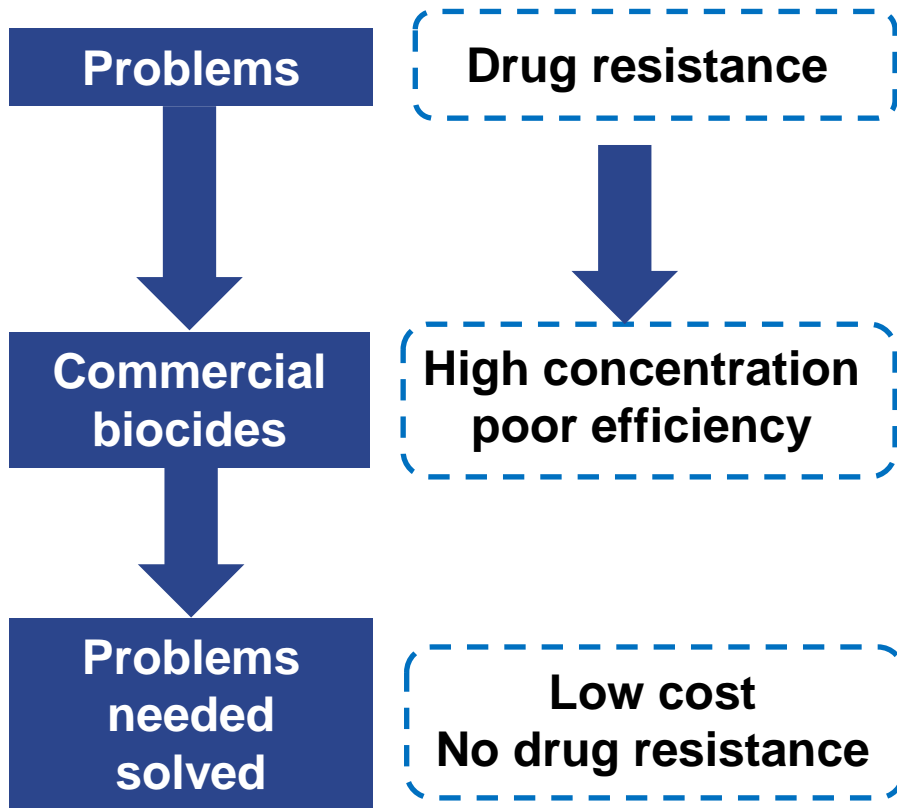 Problems
Drug resistance
Commercial
biocides
High concentration
poor efficiency
Problems
needed
solved
Low cost
No drug resistance